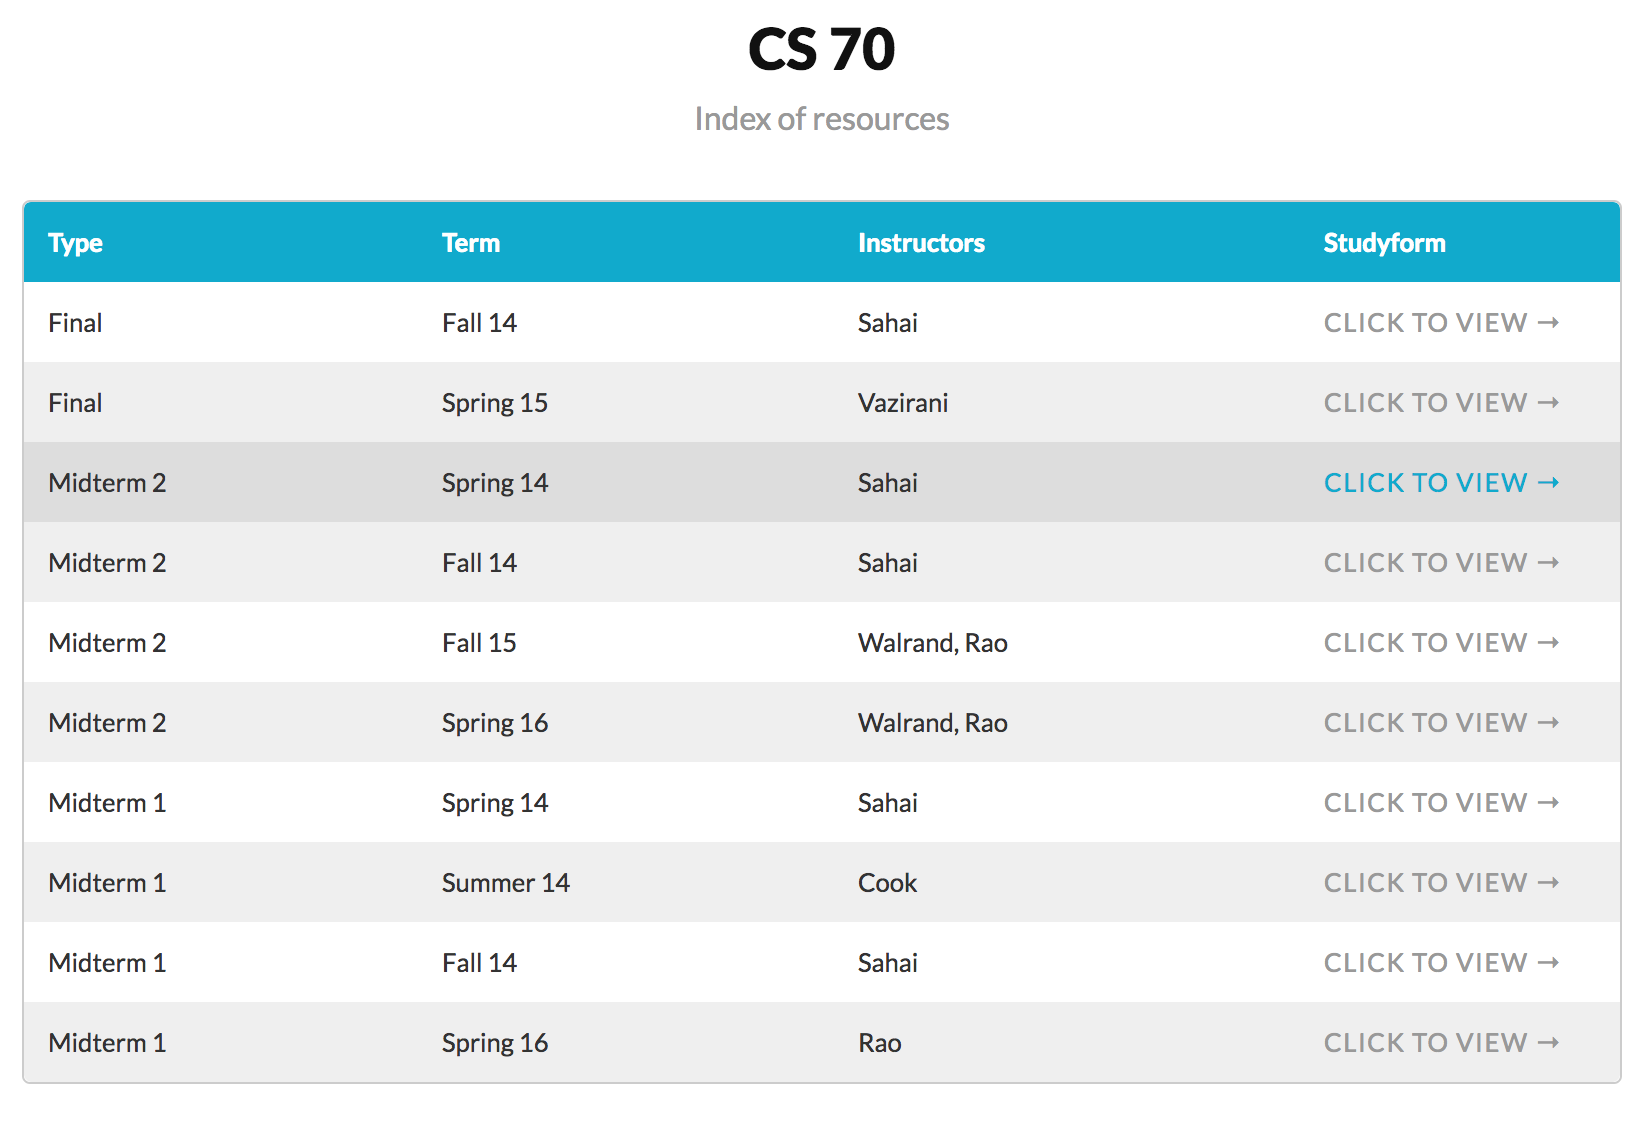 CS 70
Index of resources
Type Term Instructors Studyform
Final Fall 14 Sahai CLICK TO VIEW →
Final Spring 15 Vazirani CLICK TO VIEW →
Midterm 2 Spring 14 Sahai CLICK TO VIEW →
Midterm 2 Fall 14 Sahai CLICK TO VIEW →
Midterm 2 Fall 15 Walrand, Rao CLICK TO VIEW →
Midterm 2 Spring 16 Walrand, Rao CLICK TO VIEW →
Midterm 1 Spring 14 Sahai CLICK TO VIEW →
Midterm 1 Summer 14 Cook CLICK TO VIEW →
Midterm 1 Fall 14 Sahai CLICK TO VIEW →
Midterm 1 Spring 16 Rao CLICK TO VIEW →